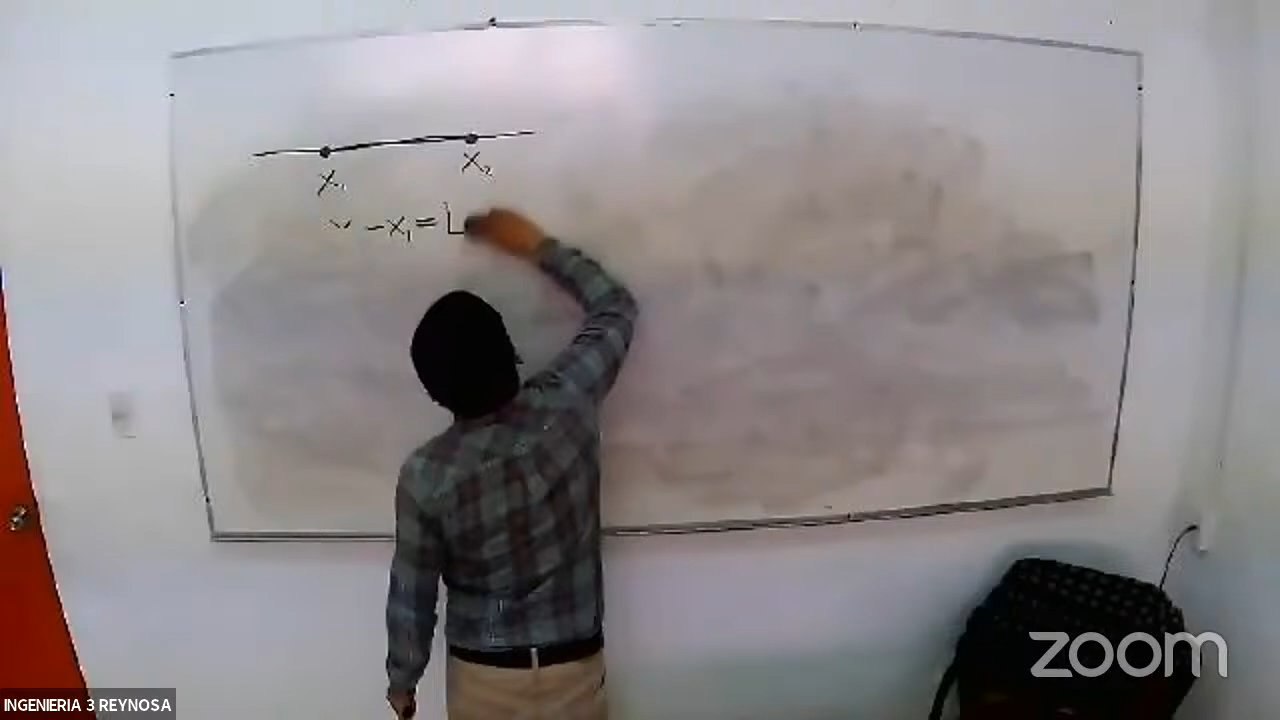 X₁
X₂
-X₁ = L
zoom
INGENIERIA 3 REYNOSA